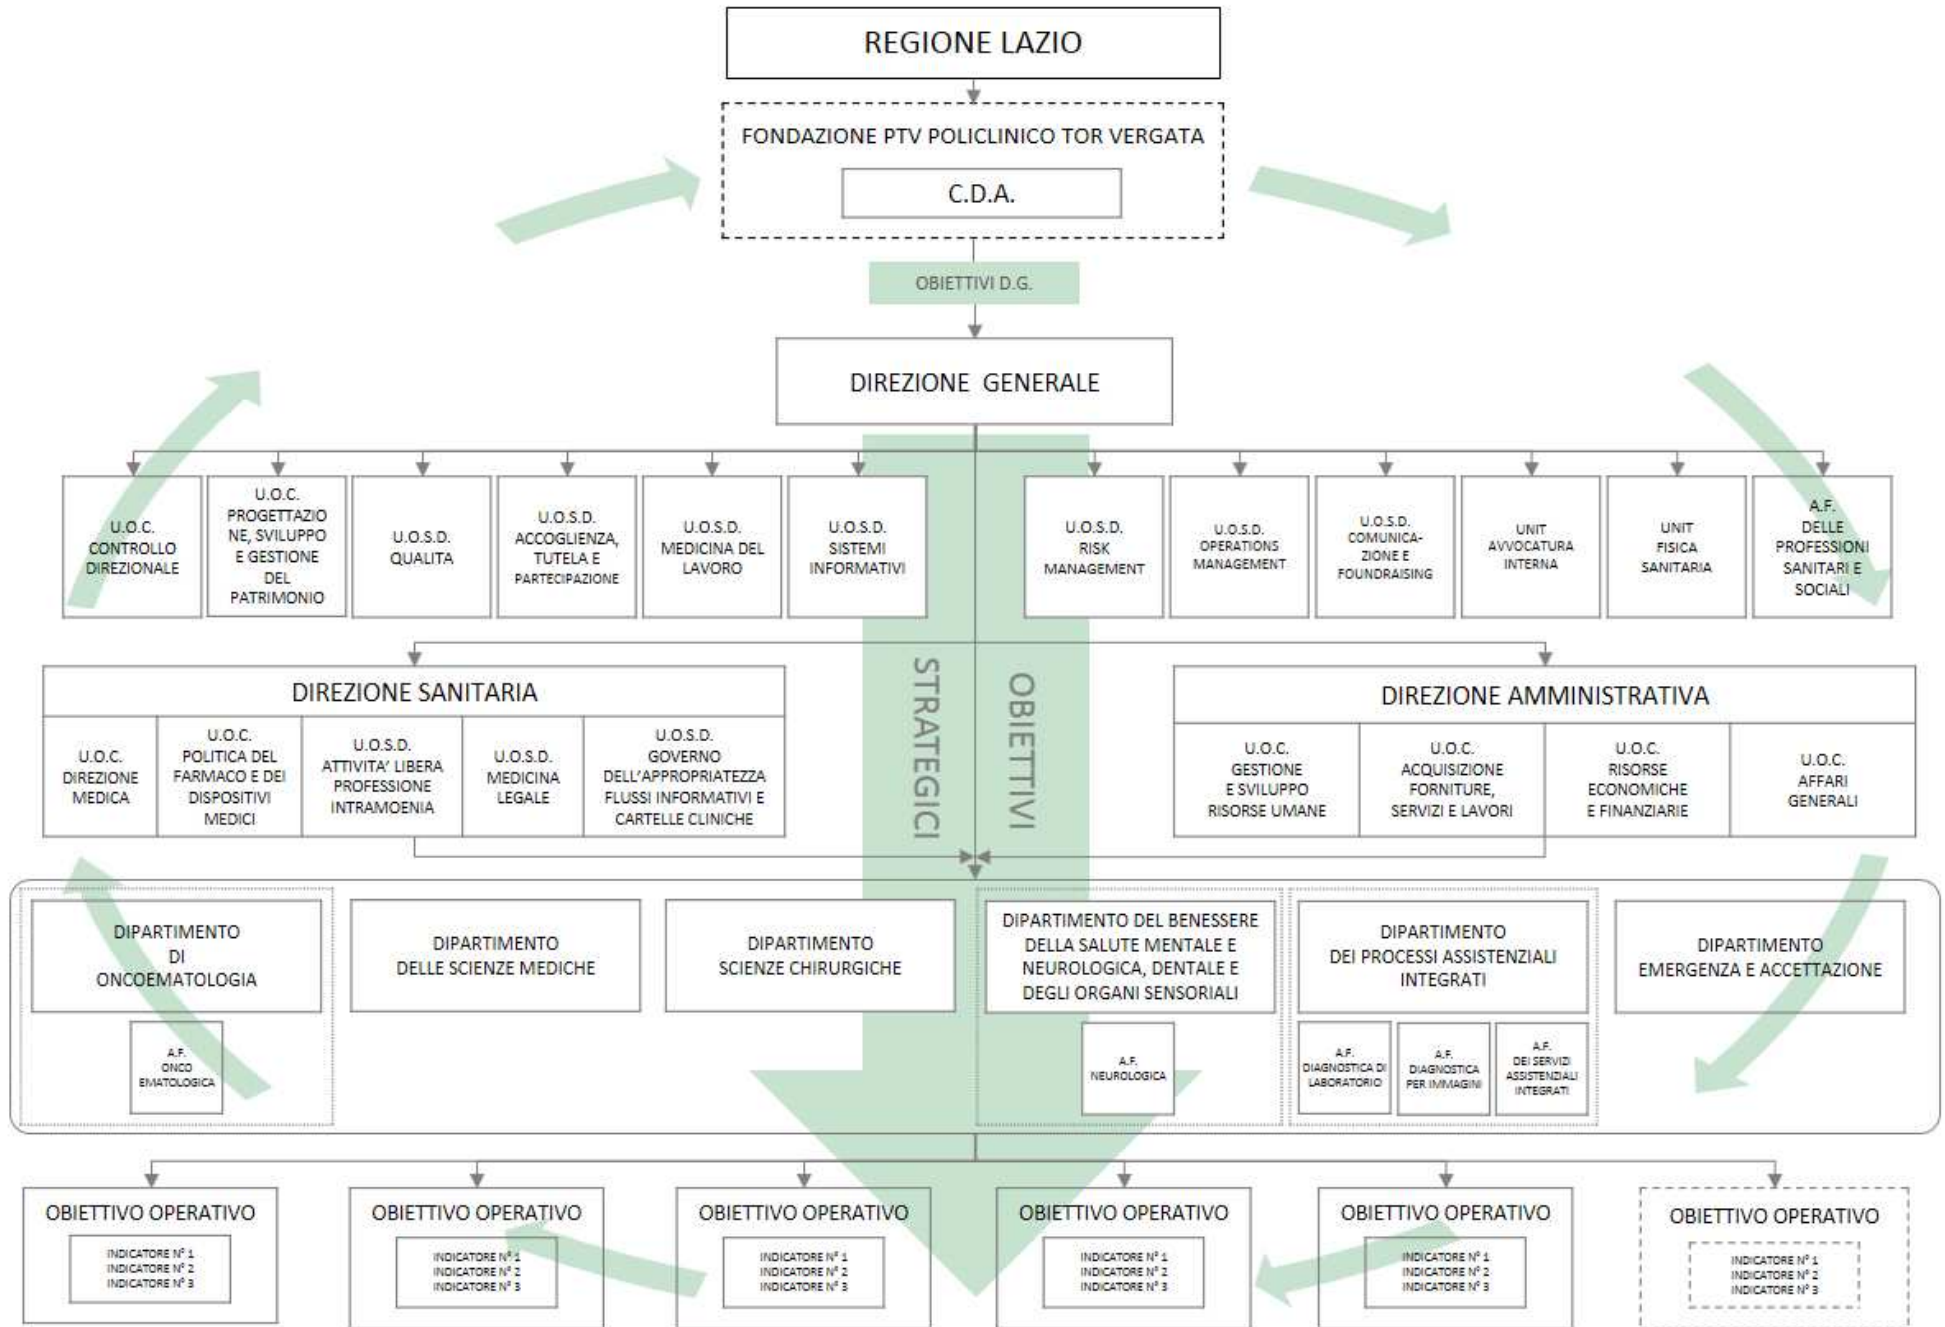 REGIONE LAZIO
FONDAZIONE PTV POLICLINICO TOR VERGATA
C.D.A.
OBIETTIVI D.G.
DIREZIONE GENERALE
U.O.C.
CONTROLLO
DIREZIONALE
U.O.C.
PROGETTAZIO
NE, SVILUPPO
E GESTIONE
DEL
PATRIMONIO
U.O.S.D.
QUALITA
U.O.S.D.
ACCOGLIENZA,
TUTELA E
PARTECIPAZIONE
U.O.S.D.
MEDICINA DEL
LAVORO
U.O.S.D.
SISTEMI
INFORMATIVI
U.O.S.D.
RISK
MANAGEMENT
U.O.S.D.
OPERATIONS
MANAGEMENT
U.O.S.D.
COMUNICA-
ZIONE E
FOUNDRAISING
UNIT
AVVOCATURA
INTERNA
UNIT
FISICA
SANITARIA
A.F.
DELLE
PROFESSIONI
SANITARI E
SOCIALI
OBIETTIVI
STRATEGICI
DIREZIONE SANITARIA
U.O.C.
DIREZIONE
MEDICA
U.O.C.
POLITICA DEL
FARMACO E DEI
DISPOSITIVI
MEDICI
U.O.S.D.
ATTIVITA' LIBERA
PROFESSIONE
INTRAMOENIA
U.O.S.D.
MEDICINA
LEGALE
U.O.S.D.
GOVERNO
DELL'APPROPRIATEZZA
FLUSSI INFORMATIVI E
CARTELLE CLINICHE
DIREZIONE AMMINISTRATIVA
U.O.C.
GESTIONE
E SVILUPPO
RISORSE UMANE
U.O.C.
ACQUISIZIONE
FORNITURE,
SERVIZI E LAVORI
U.O.C.
RISORSE
ECONOMICHE
E FINANZIARIE
U.O.C.
AFFARI
GENERALI
DIPARTIMENTO
DI
ONCOEMATOLOGIA
A.F.
ONCO
EMATOLOGICA
DIPARTIMENTO
DELLE SCIENZE MEDICHE
DIPARTIMENTO
SCIENZE CHIRURGICHE
DIPARTIMENTO DEL BENESSERE
DELLA SALUTE MENTALE E
NEUROLOGICA, DENTALE E
DEGLI ORGANI SENSORIALI
A.F.
NEUROLOGICA
DIPARTIMENTO
DEI PROCESSI ASSISTENZIALI
INTEGRATI
A.F.
DIAGNOSTICA DI
LABORATORIO
A.F.
DIAGNOSTICA
PER IMMAGINI
A.F.
DEI SERVIZI
ASSISTENZIALI
INTEGRATI
DIPARTIMENTO
EMERGENZA E ACCETTAZIONE
OBIETTIVO OPERATIVO
INDICATORE N° 1
INDICATORE N° 2
INDICATORE N° 3
OBIETTIVO OPERATIVO
INDICATORE N° 1
INDICATORE N° 2
INDICATORE N° 3
OBIETTIVO OPERATIVO
INDICATORE N° 1
INDICATORE N° 2
INDICATORE N° 3
OBIETTIVO OPERATIVO
INDICATORE N° 1
INDICATORE N° 2
INDICATORE N° 3
OBIETTIVO OPERATIVO
INDICATORE N° 1
INDICATORE N° 2
INDICATORE N° 3
OBIETTIVO OPERATIVO
INDICATORE N° 1
INDICATORE N° 2
INDICATORE N° 3